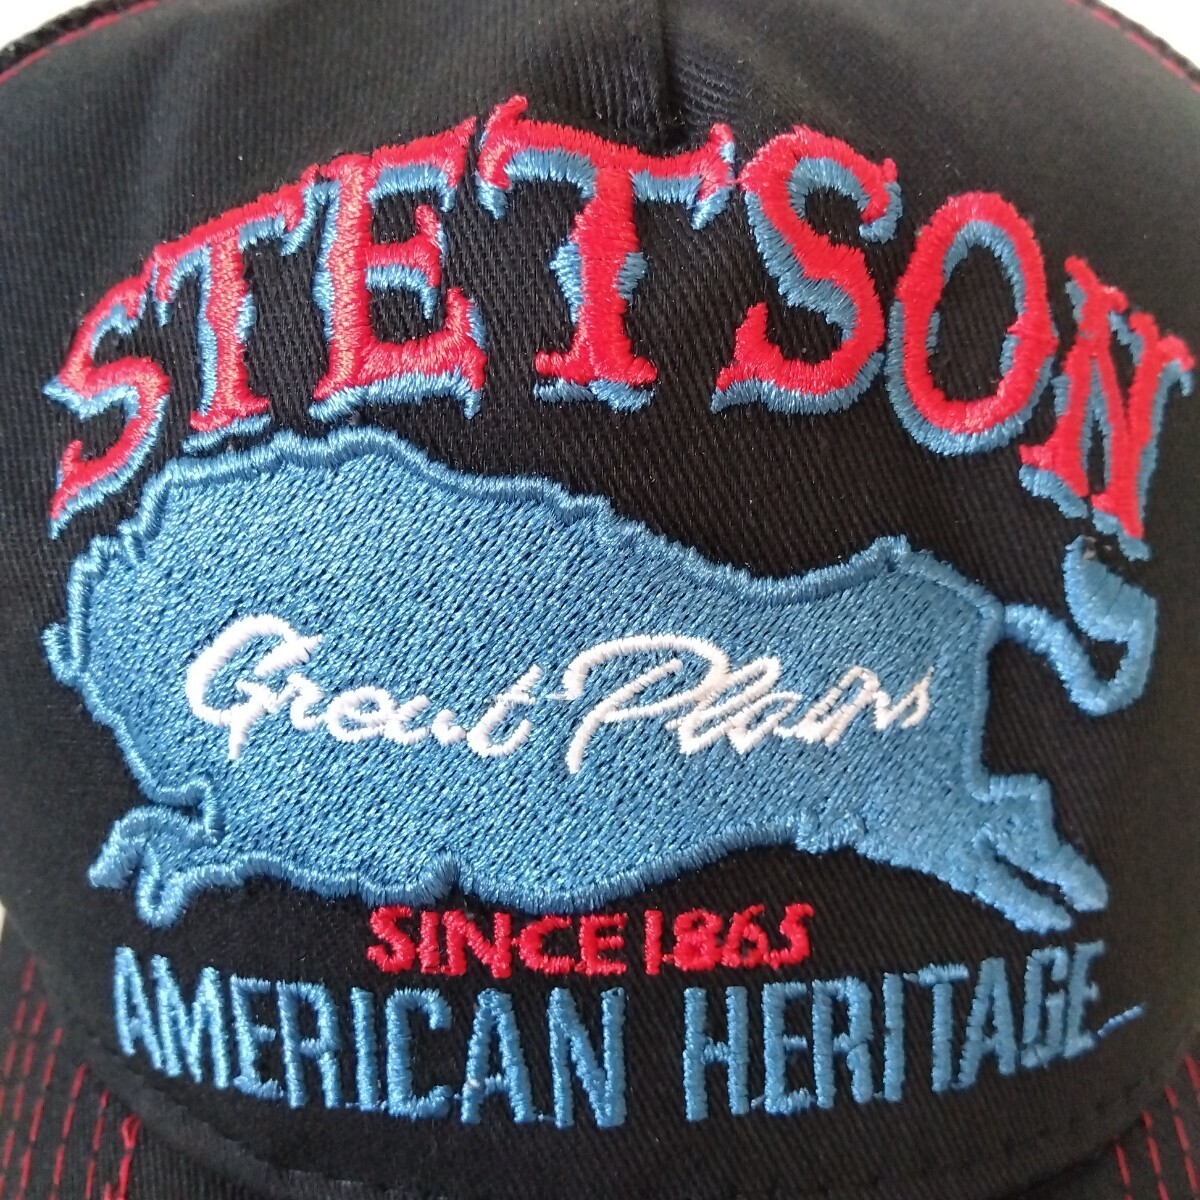 STETSON
Great Plains
SINCE 1865
AMERICAN HERITAGE